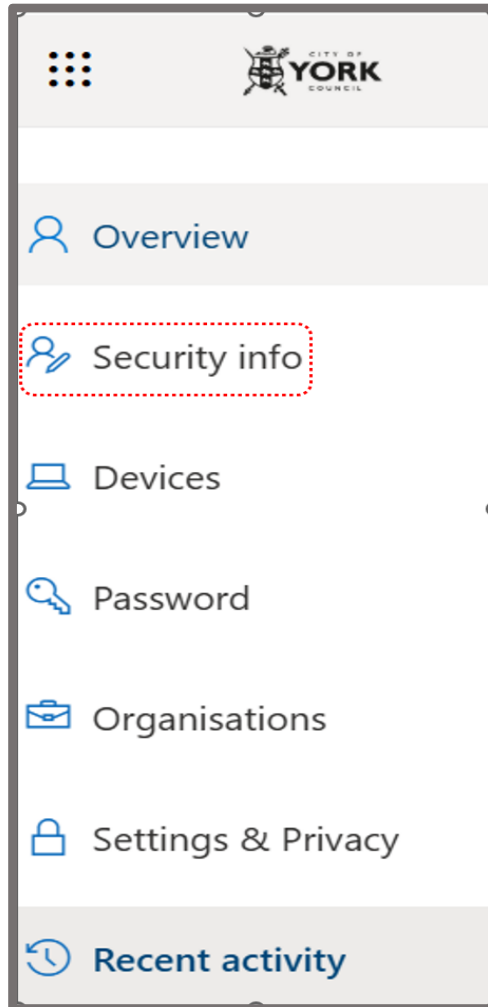 CITY OF
YORK
COUNCIL
Overview
Security info
Devices
Password
Organisations
Settings & Privacy
Recent activity